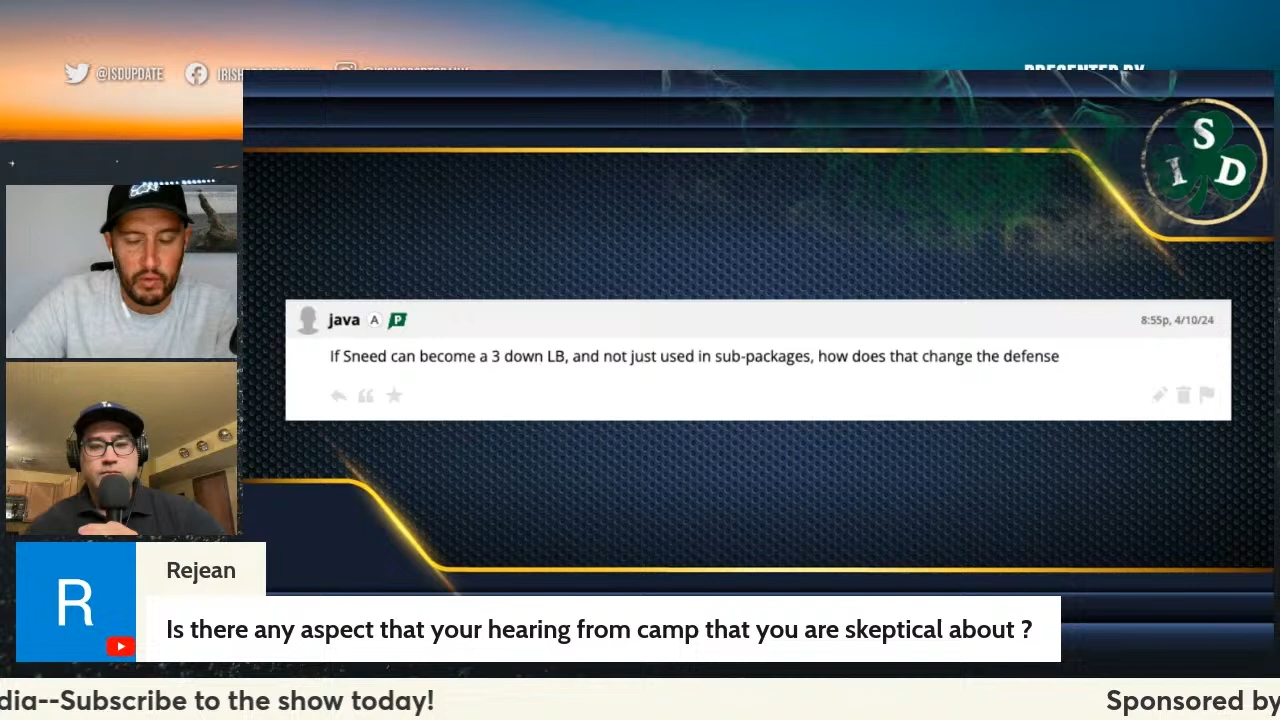 @ISDUPDATE
PRESENTED BY
S
I
D
java A P
8:55p, 4/10/24
If Sneed can become a 3 down LB, and not just used in sub-packages, how does that change the defense
R
Rejean
Is there any aspect that your hearing from camp that you are skeptical about ?
dia--Subscribe to the show today!
Sponsored by